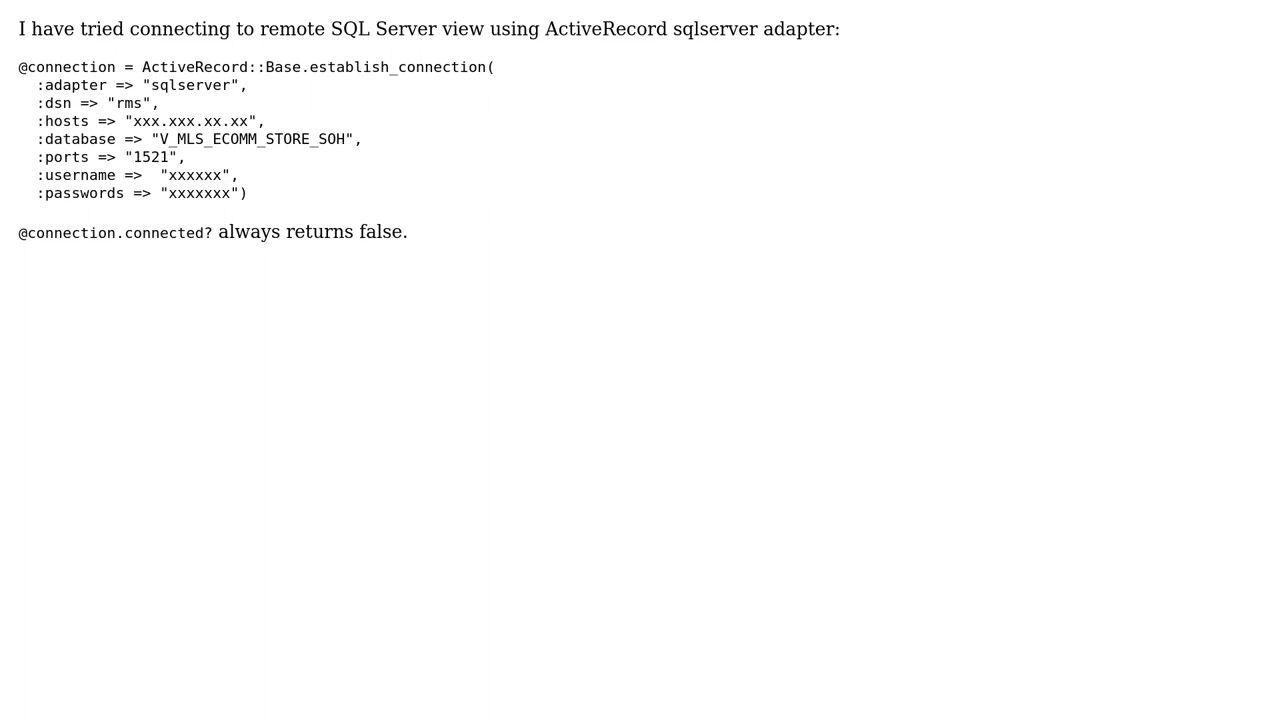 I have tried connecting to remote SQL Server view using ActiveRecord sqlserver adapter:
@connection = ActiveRecord::Base.establish_connection(
  :adapter => "sqlserver",
  :dsn => "rms",
  :hosts => "xxx.xxx.xx.xx",
  :database => "V_MLS_ECOMM_STORE_SOH",
  :ports => "1521",
  :username =>  "xxxxxx",
  :passwords => "xxxxxxx")
@connection.connected? always returns false.